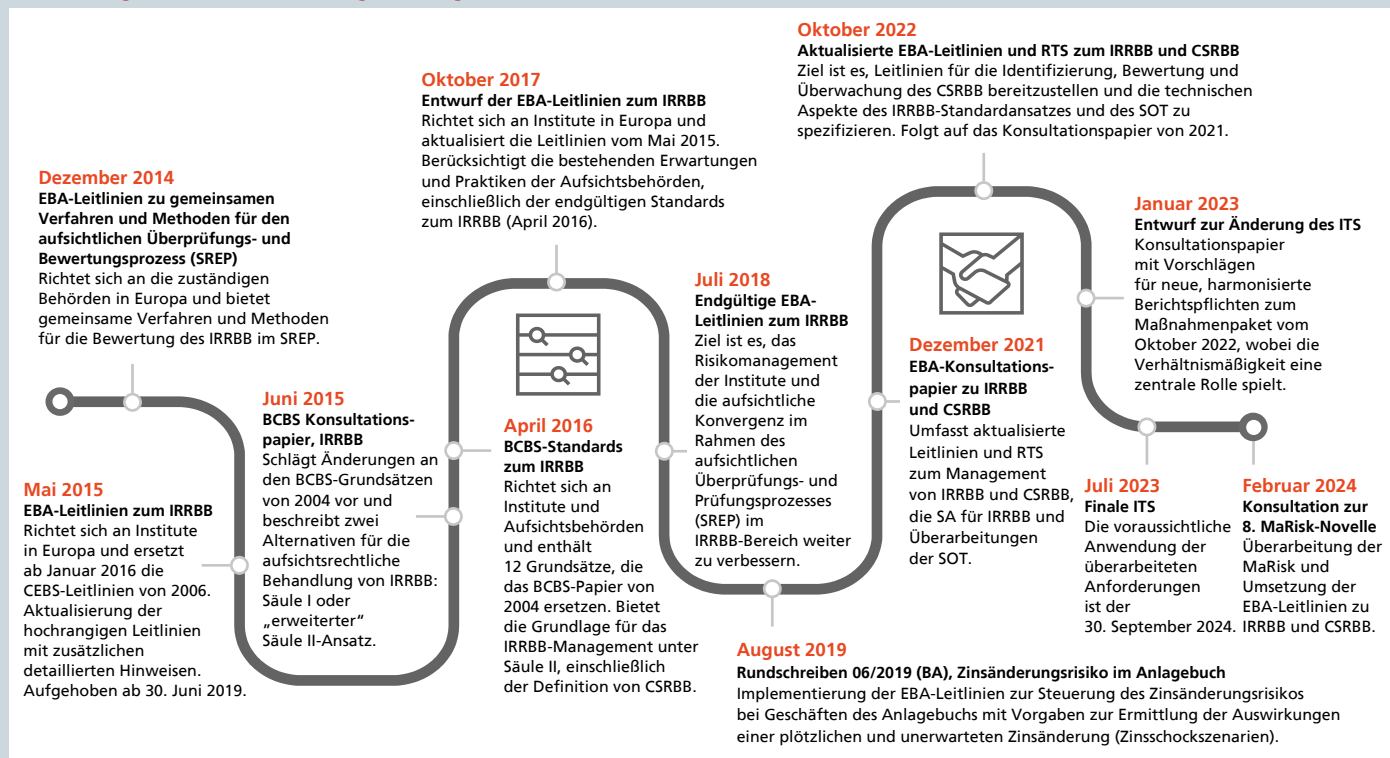 Dezember 2014
EBA-Leitlinien zu gemeinsamen
Verfahren und Methoden für den
aufsichtlichen Überprüfungs- und
Bewertungsprozess (SREP)
Richtet sich an die zuständigen
Behörden in Europa und bietet
gemeinsame Verfahren und Methoden
für die Bewertung des IRRBB im SREP.
Mai 2015
EBA-Leitlinien zum IRRBB
Richtet sich an Institute
in Europa und ersetzt
ab Januar 2016 die
CEBS-Leitlinien von 2006.
Aktualisierung der
hochrangigen Leitlinien
mit zusätzlichen
detaillierten Hinweisen.
Aufgehoben ab 30. Juni 2019.
Juni 2015
BCBS Konsultations-
papier, IRRBB
Schlägt Änderungen an
den BCBS-Grundsätzen
von 2004 vor und
beschreibt zwei
Alternativen für die
aufsichtsrechtliche
Behandlung von IRRBB:
Säule I oder
„erweiterter“
Säule II-Ansatz.
April 2016
BCBS-Standards
zum IRRBB
Richtet sich an
Institute und
Aufsichtsbehörden
und enthält
12 Grundsätze, die
das BCBS-Papier von
2004 ersetzen. Bietet
die Grundlage für das
IRRBB-Management unter
Säule II, einschließlich
der Definition von CSRBB.
Oktober 2017
Entwurf der EBA-Leitlinien zum IRRBB
Richtet sich an Institute in Europa und
aktualisiert die Leitlinien vom Mai 2015.
Berücksichtigt die bestehenden Erwartungen
und Praktiken der Aufsichtsbehörden,
einschließlich der endgültigen Standards
zum IRRBB (April 2016).
Juli 2018
Endgültige EBA-
Leitlinien zum IRRBB
Ziel ist es, das
Risikomanagement
der Institute und
die aufsichtliche
Konvergenz im
Rahmen des
aufsichtlichen
Überprüfungs- und
Prüfungsprozesses
(SREP) im
IRRBB-Bereich weiter
zu verbessern.
August 2019
Rundschreiben 06/2019 (BA), Zinsänderungsrisiko im Anlagebuch
Implementierung der EBA-Leitlinien zur Steuerung des Zinsänderungsrisikos
bei Geschäften des Anlagebuchs mit Vorgaben zur Ermittlung der Auswirkungen
einer plötzlichen und unerwarteten Zinsänderung (Zinsschockszenarien).
Dezember 2021
EBA-Konsultations-
papier zu IRRBB
und CSRBB
Umfasst aktualisierte
Leitlinien und RTS
zum Management
von IRRBB und CSRBB,
die SA für IRRBB und
Überarbeitungen
der SOT.
Oktober 2022
Aktualisierte EBA-Leitlinien und RTS zum IRRBB und CSRBB
Ziel ist es, Leitlinien für die Identifizierung, Bewertung und
Überwachung des CSRBB bereitzustellen und die technischen
Aspekte des IRRBB-Standardansatzes und des SOT zu
spezifizieren. Folgt auf das Konsultationspapier von 2021.
Januar 2023
Entwurf zur Änderung des ITS
Konsultationspapier
mit Vorschlägen
für neue, harmonisierte
Berichtspflichten zum
Maßnahmenpaket vom
Oktober 2022, wobei die
Verhältnismäßigkeit eine
zentrale Rolle spielt.
Juli 2023
Finale ITS
Die voraussichtliche
Anwendung der
überarbeiteten
Anforderungen
ist der
30. September 2024.
Februar 2024
Konsultation zur
8. MaRisk-Novelle
Überarbeitung der
MaRisk und
Umsetzung der
EBA-Leitlinien zu
IRRBB und CSRBB.